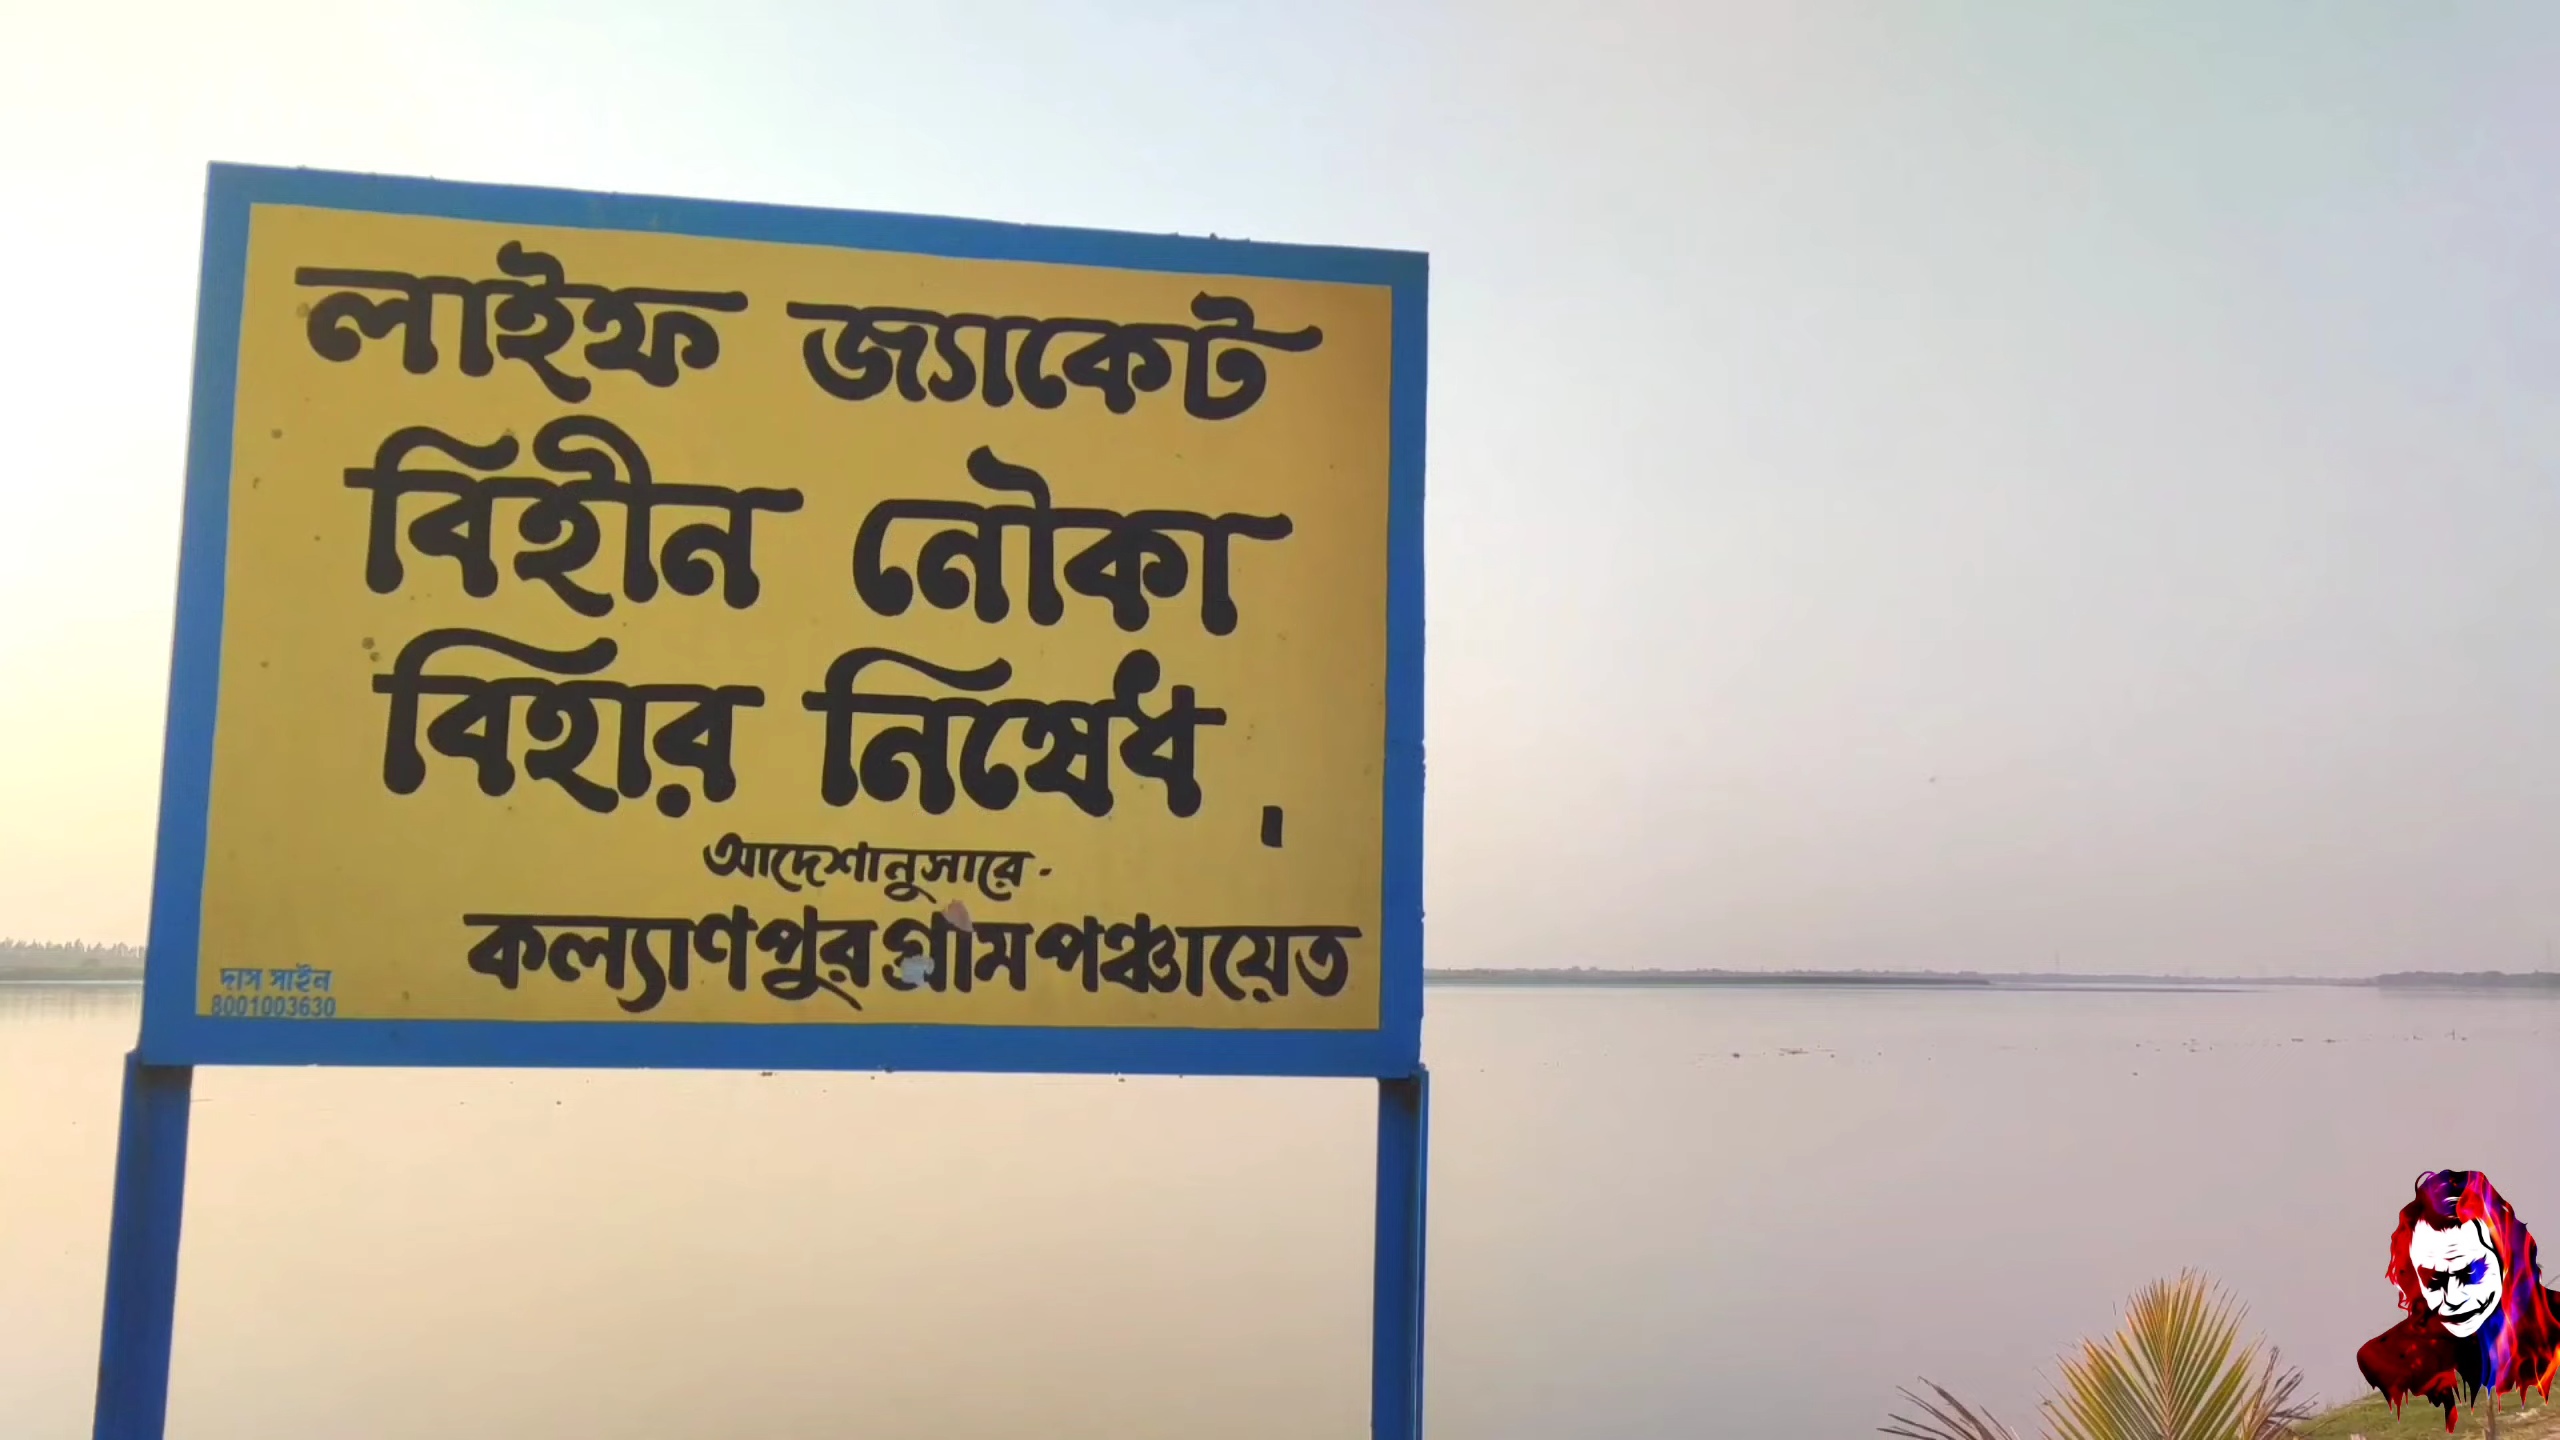 লাইফ জ্যাকেট
বিহীন নৌকা
বিহার নিষেধ.
আদেশানুসারে-
কল্যাণপুর গ্রাম পঞ্চায়েত
দাস সাইন
8001003630